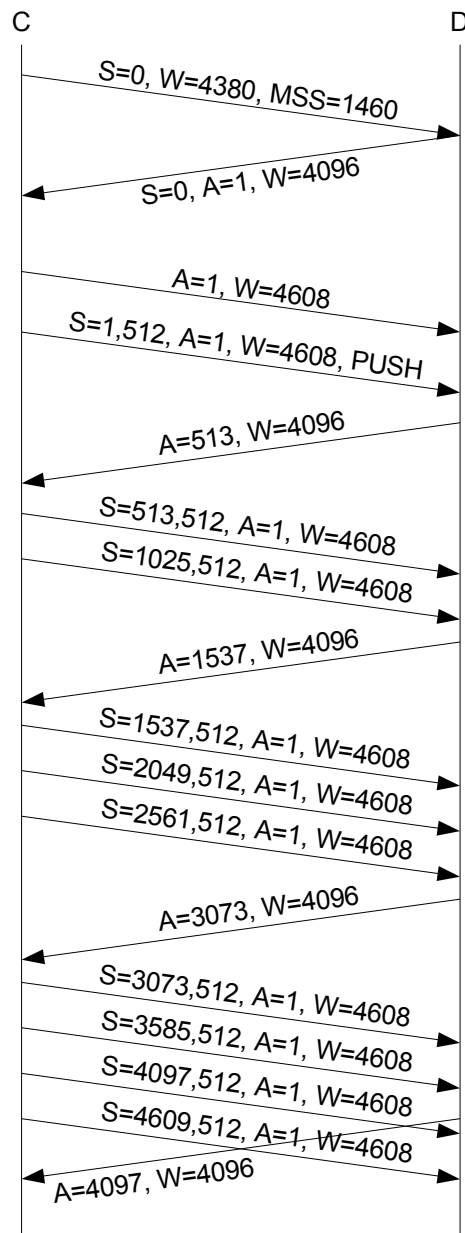 C
D
S=0, W=4380, MSS=1460
S=0, A=1, W=4096
A=1, W=4608
S=1,512, A=1, W=4608, PUSH
A=513, W=4096
S=513,512, A=1, W=4608
S=1025,512, A=1, W=4608
A=1537, W=4096
S=1537,512, A=1, W=4608
S=2049,512, A=1, W=4608
S=2561,512, A=1, W=4608
A=3073, W=4096
S=3073,512, A=1, W=4608
S=3585,512, A=1, W=4608
S=4097,512, A=1, W=4608
S=4609,512, A=1, W=4608
A=4097, W=4096